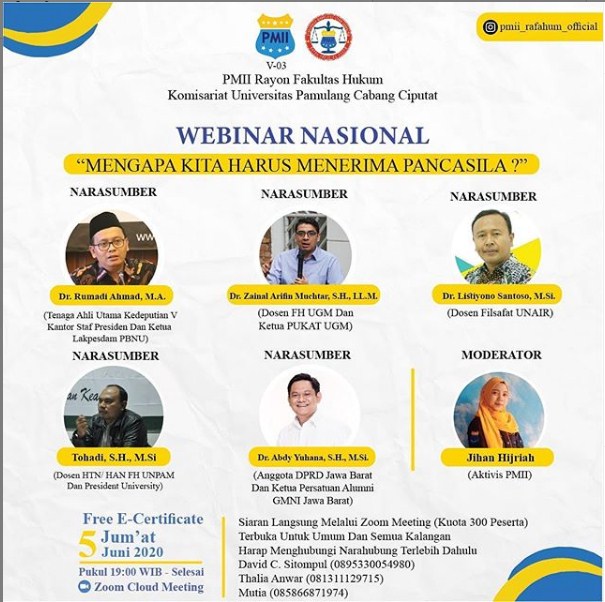 pmii_rafahum_official
PMII
V-03
PMII Rayon Fakultas Hukum
Komisariat Universitas Pamulang Cabang Ciputat
WEBINAR NASIONAL
“MENGAPA KITA HARUS MENERIMA PANCASILA ?”
NARASUMBER
Dr. Rumadi Ahmad, M.A.
(Tenaga Ahli Utama Kedeputian V
Kantor Staf Presiden Dan Ketua
Lakpesdam PBNU)
NARASUMBER
Dr. Zainal Arifin Muchtar, S.H., LL.M.
(Dosen FH UGM Dan
Ketua PUKAT UGM)
NARASUMBER
Dr. Listiyono Santoso, M.Si.
(Dosen Filsafat UNAIR)
NARASUMBER
Tohadi, S.H., M.Si
(Dosen HTN/ HAN FH UNPAM
Dan President University)
NARASUMBER
Dr. Abdy Yuhana, S.H., M.Si.
(Anggota DPRD Jawa Barat
Dan Ketua Persatuan Alumni
GMNI Jawa Barat)
MODERATOR
Jihan Hijriah
(Aktivis PMII)
Free E-Certificate
5 Jum’at
Juni 2020
Pukul 19:00 WIB - Selesai
Zoom Cloud Meeting
Siaran Langsung Melalui Zoom Meeting (Kuota 300 Peserta)
Terbuka Untuk Umum Dan Semua Kalangan
Harap Menghubungi Narahubung Terlebih Dahulu
David C. Sitompul (0895330054980)
Thalia Anwar (081311129715)
Mutia (085866871974)